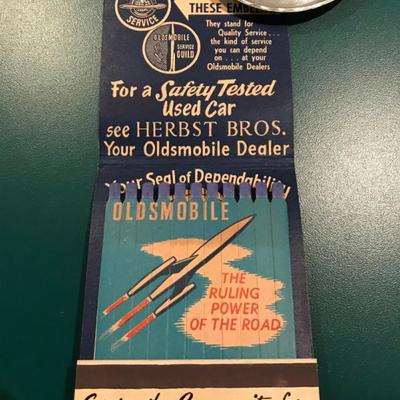 SERVICE
THESE EMBLEMS
They stand for
Quality Service...
the kind of service
you can depend
on... at your
Oldsmobile Dealers
OLDSMOBILE
SERVICE
GUILD
For a Safety Tested
Used Car
see HERBST BROS.
Your Oldsmobile Dealer
Your Seal of Dependability
OLDSMOBILE
THE
RULING
POWER
OF THE ROAD